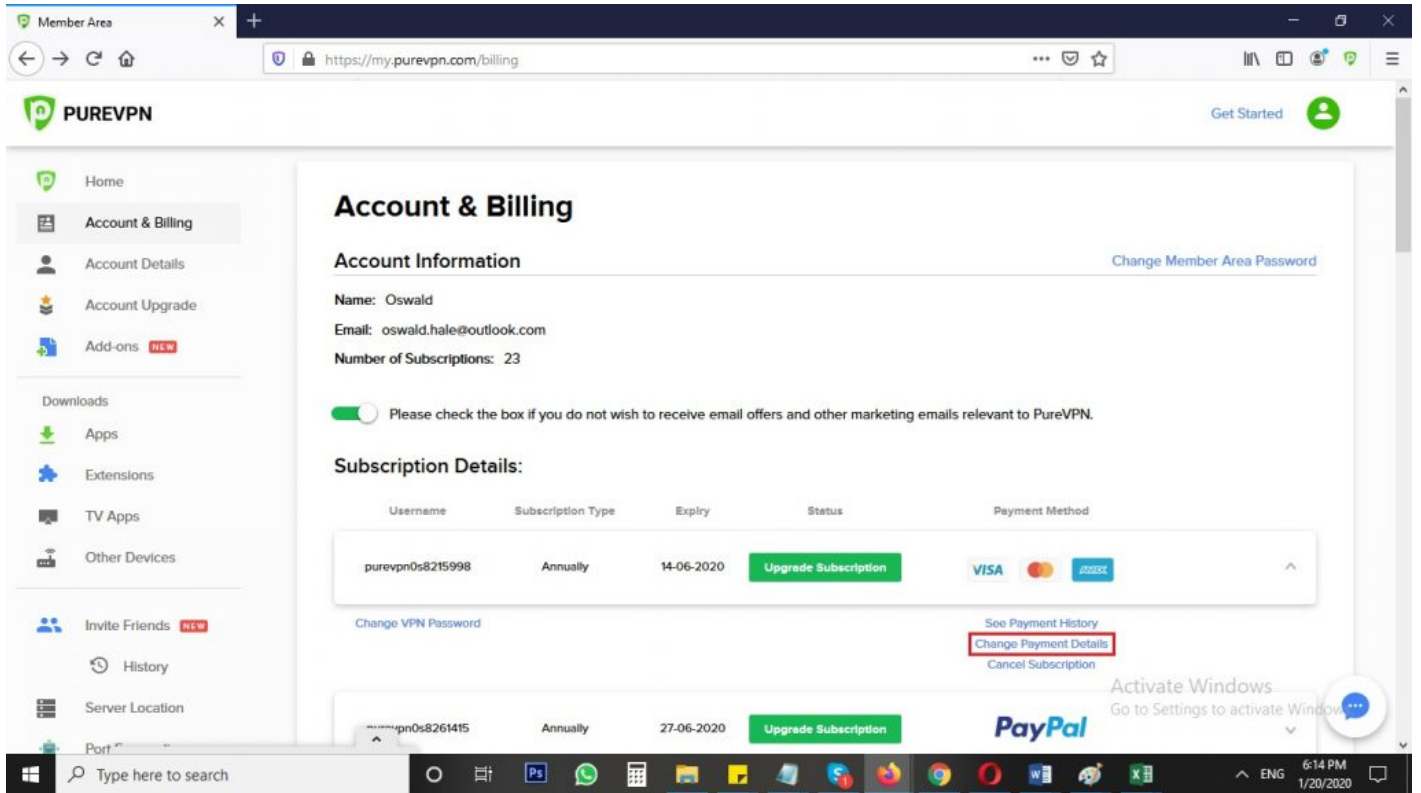 Member Area
https://my.purevpn.com/billing
PUREVPN
Get Started
Home
Account & Billing
Account Details
Account Upgrade
Add-ons NEW
Downloads
Apps
Extensions
TV Apps
Other Devices
Invite Friends NEW
History
Server Location
Port
Account & Billing
Account Information
Change Member Area Password
Name: Oswald
Email: oswald.hale@outlook.com
Number of Subscriptions: 23
Please check the box if you do not wish to receive email offers and other marketing emails relevant to PureVPN.
Subscription Details:
Username Subscription Type Expiry Status Payment Method
purevpn0s8215998 Annually 14-06-2020 Upgrade Subscription VISA AMEX
Change VPN Password
See Payment History
Change Payment Details
Cancel Subscription
Annually 27-06-2020 Upgrade Subscription PayPal
Activate Windows
Go to Settings to activate Windows
Type here to search
Ps
ENG
6:14 PM
1/20/2020